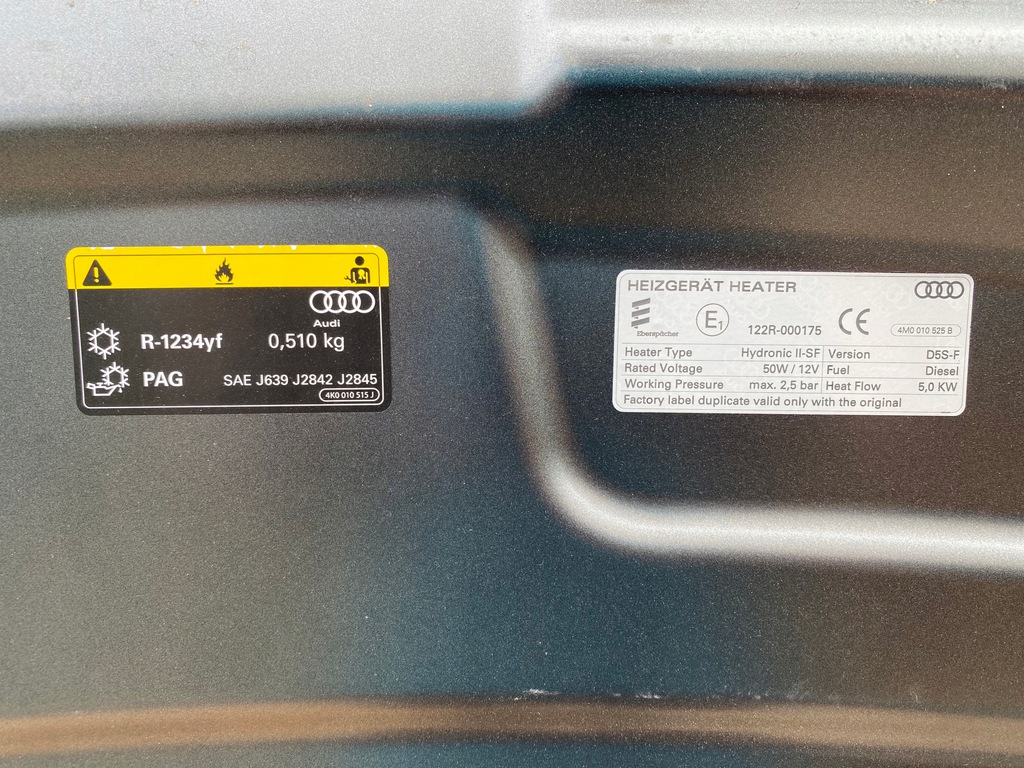 Audi
R-1234yf 0,510 kg
PAG SAE J639 J2842 J2845
4K0 010 515 J
HEIZGERÄT HEATER
Eberspächer E1 122R-000175 CE 4M0 010 525 B
Heater Type Hydronic II-SF Version D5S-F
Rated Voltage 50W / 12V Fuel Diesel
Working Pressure max. 2,5 bar Heat Flow 5,0 KW
Factory label duplicate valid only with the original